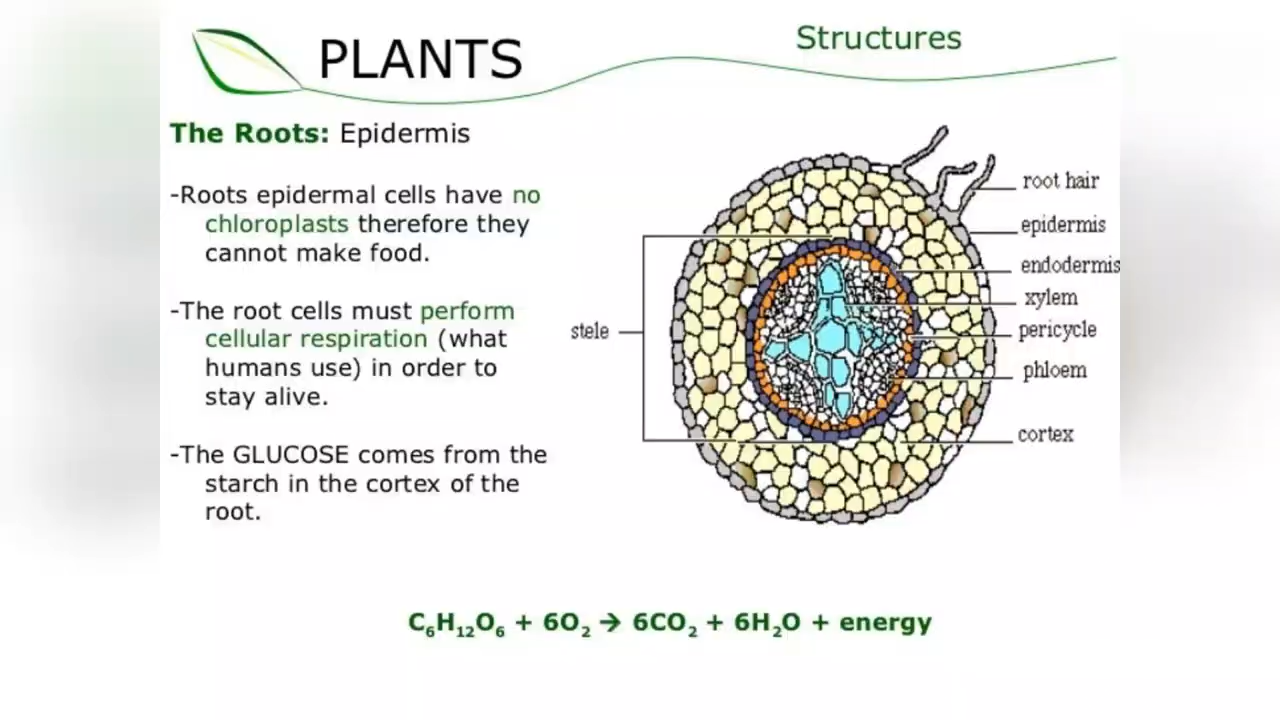 PLANTS
Structures
The Roots: Epidermis
-Roots epidermal cells have no
chloroplasts therefore they
cannot make food.
-The root cells must perform
cellular respiration (what
humans use) in order to
stay alive.
-The GLUCOSE comes from the
starch in the cortex of the
root.
root hair
epidermis
endodermis
xylem
stele
pericycle
phloem
cortex
C₆H₁₂O₆ + 6O₂ → 6CO₂ + 6H₂O + energy